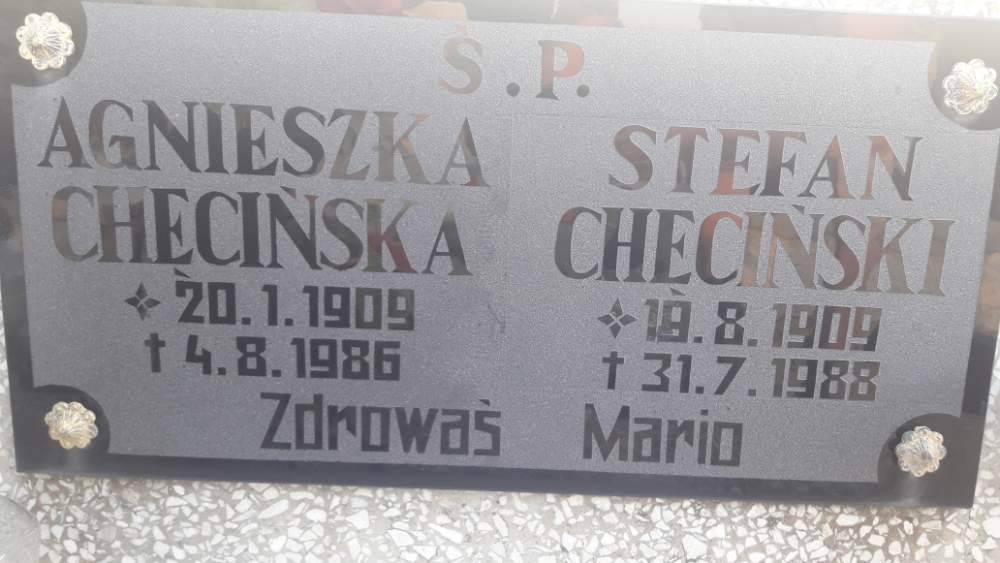 Ś.P.
AGNIESZKA
CHĘCIŃSKA
20.1.1909
† 4.8.1986
STEFAN
CHĘCIŃSKI
19.8.1909
† 31.7.1988
Zdrowaś Mario